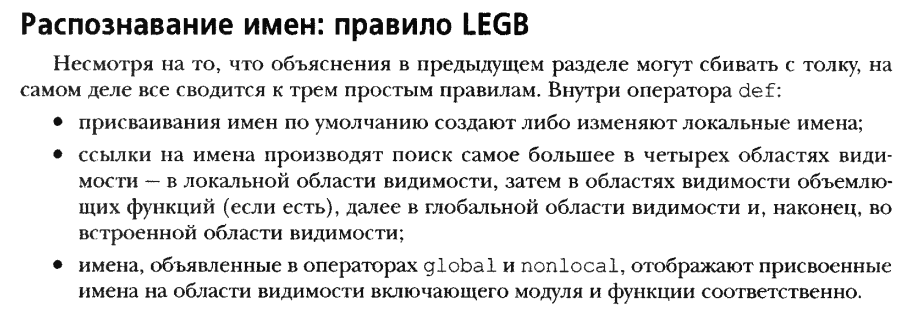 Распознавание имен: правило LEGB
Несмотря на то, что объяснения в предыдущем разделе могут сбивать с толку, на
самом деле все сводится к трем простым правилам. Внутри оператора def:
• присваивания имен по умолчанию создают либо изменяют локальные имена;
• ссылки на имена производят поиск самое большее в четырех областях види-
мости — в локальной области видимости, затем в областях видимости объемлю-
щих функций (если есть), далее в глобальной области видимости и, наконец, во
встроенной области видимости;
• имена, объявленные в операторах global и nonlocal, отображают присвоенные
имена на области видимости включающего модуля и функции соответственно.